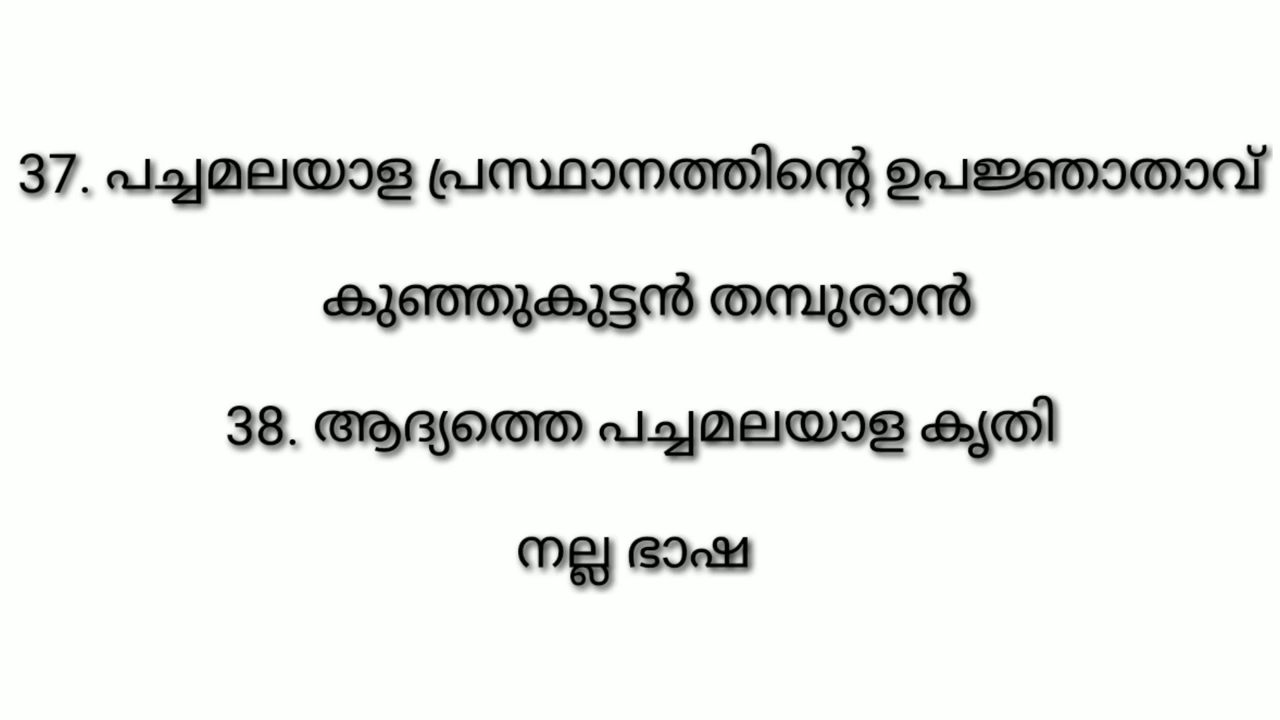 37. പച്ചമലയാള പ്രസ്ഥാനത്തിന്റെ ഉപജ്ഞാതാവ്
കുഞ്ഞുകുട്ടൻ തമ്പുരാൻ
38. ആദ്യത്തെ പച്ചമലയാള കൃതി
നല്ല ഭാഷ